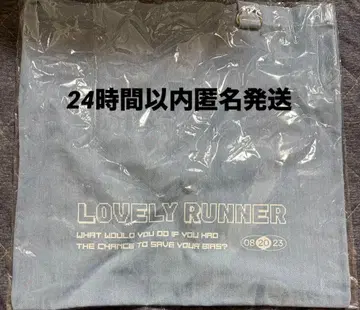 24時間以内匿名発送
LOVELY RUNNER
WHAT WOULD YOU DO IF YOU HAD
THE CHANCE TO SAVE YOUR BIAS?
08 20 23